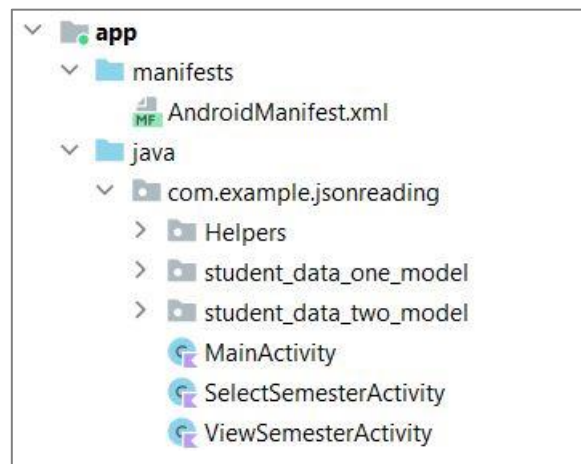 app
manifests
MF AndroidManifest.xml
java
com.example.jsonreading
Helpers
student_data_one_model
student_data_two_model
MainActivity
SelectSemesterActivity
ViewSemesterActivity